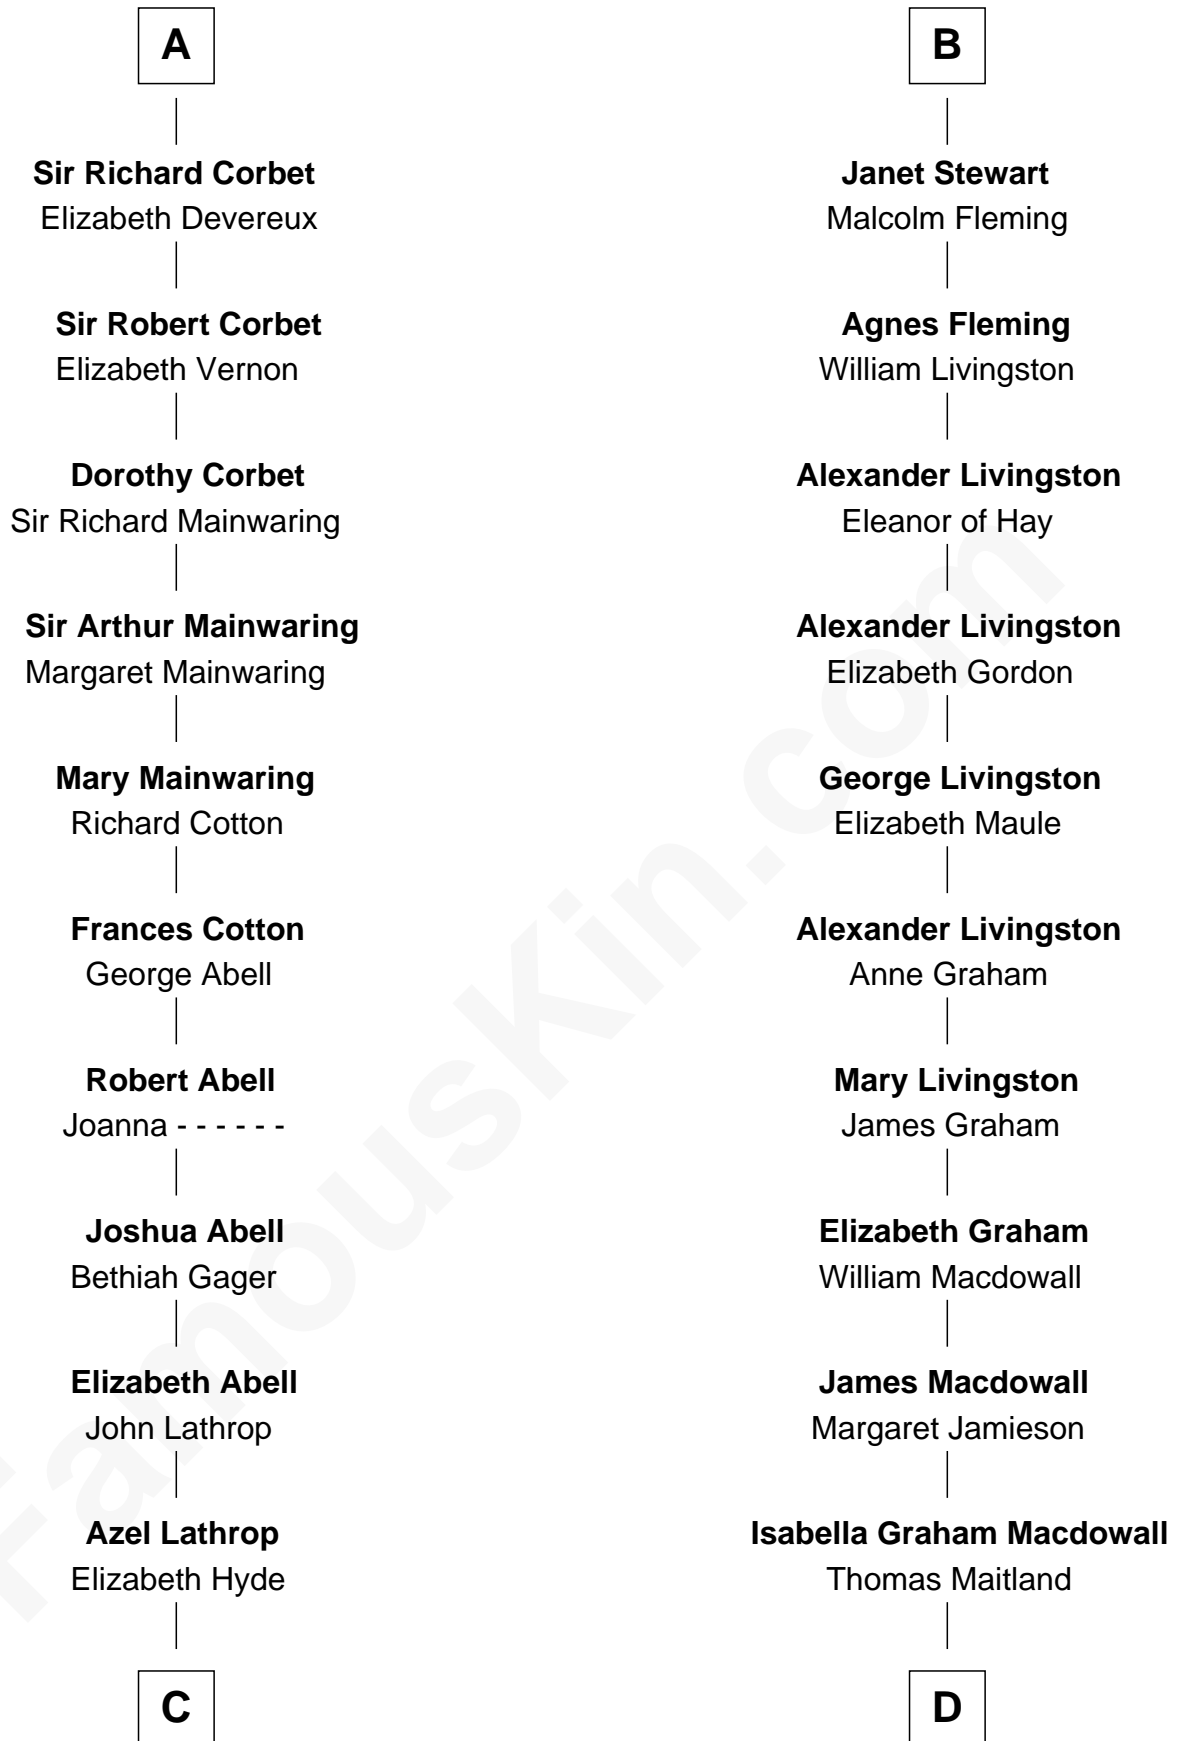 A
Sir Richard Corbet
Elizabeth Devereux
Sir Robert Corbet
Elizabeth Vernon
Dorothy Corbet
Sir Richard Mainwaring
Sir Arthur Mainwaring
Margaret Mainwaring
Mary Mainwaring
Richard Cotton
Frances Cotton
George Abell
Robert Abell
Joanna - - - - - -
Joshua Abell
Bethiah Gager
Elizabeth Abell
John Lathrop
Azel Lathrop
Elizabeth Hyde
C
B
Janet Stewart
Malcolm Fleming
Agnes Fleming
William Livingston
Alexander Livingston
Eleanor of Hay
Alexander Livingston
Elizabeth Gordon
George Livingston
Elizabeth Maule
Alexander Livingston
Anne Graham
Mary Livingston
James Graham
Elizabeth Graham
William Macdowall
James Macdowall
Margaret Jamieson
Isabella Graham Macdowall
Thomas Maitland
D
FamousKin.com